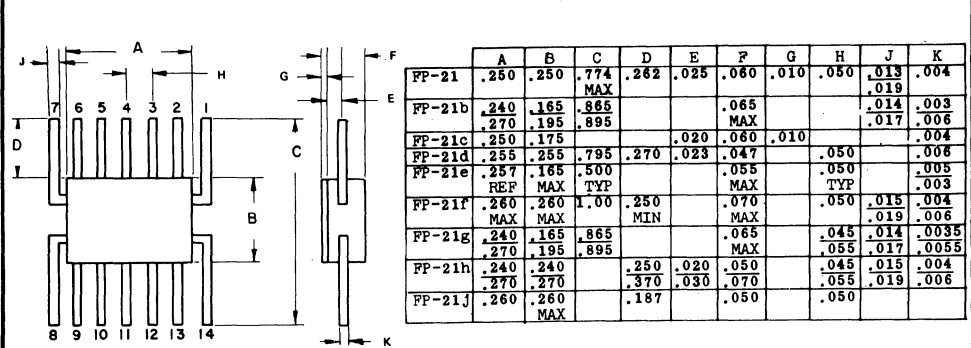 A
J
H
F
G
E
7 6 5 4 3 2 1
D
C
B
8 9 10 11 12 13 14
K
A B C D E F G H J K
FP-21 .250 .250 .774 .262 .025 .060 .010 .050 .013 .004
MAX .019
FP-21b .240 .165 .865 .065 .014 .003
.270 .195 .895 MAX .017 .006
FP-21c .250 .175 .020 .060 .010 .004
FP-21d .255 .255 .795 .270 .023 .047 .050 .006
FP-21e .257 .165 .500 .055 .050 .005
REF MAX TYP MAX TYP .003
FP-21f .260 .260 1.00 .250 .070 .050 .015 .004
MAX MAX MIN MAX .019 .006
FP-21g .240 .165 .865 .065 .045 .014 .0035
.270 .195 .895 MAX .055 .017 .0055
FP-21h .240 .240 .250 .020 .050 .045 .015 .004
.270 .270 .370 .030 .070 .055 .019 .006
FP-21j .260 .260 .187 .050 .050
MAX